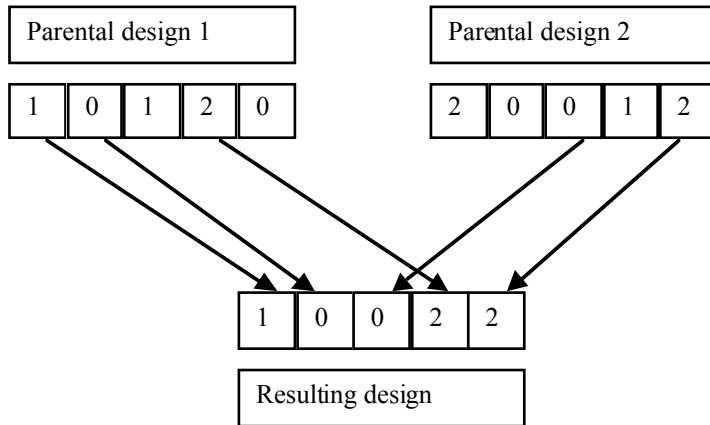 Parental design 1
Parental design 2
1 0 1 2 0
2 0 0 1 2
1 0 0 2 2
Resulting design